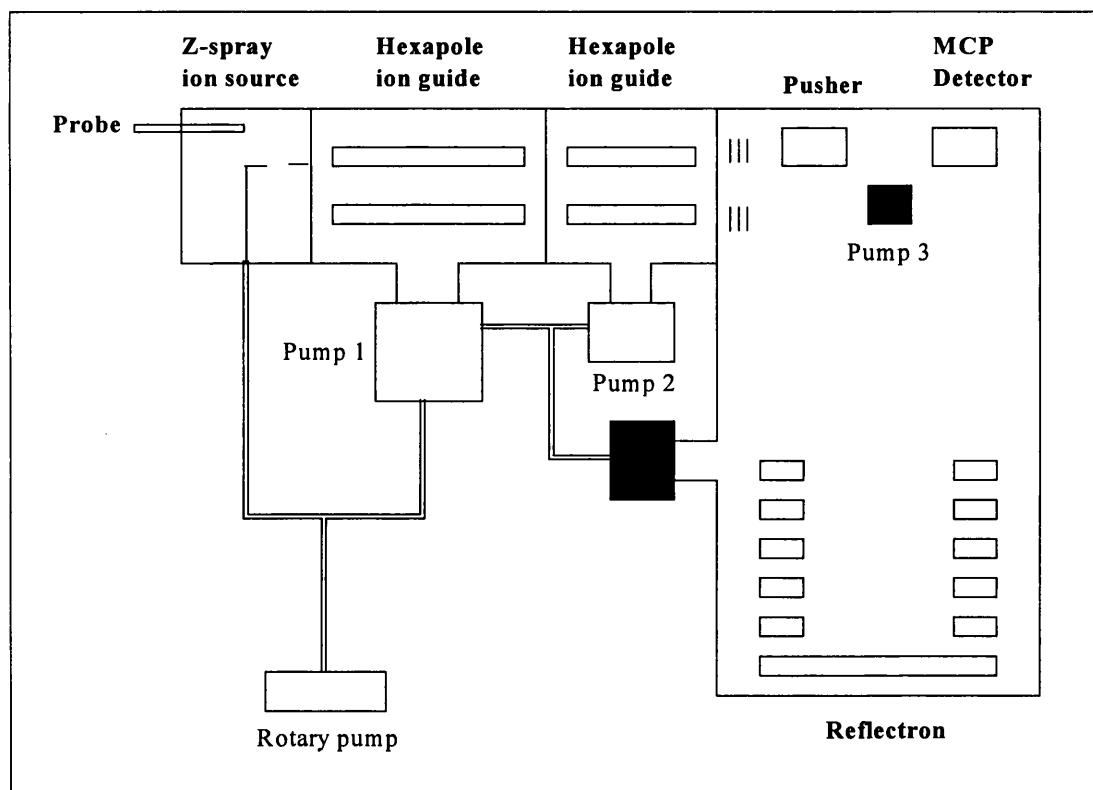 Z-spray
ion source
Hexapole
ion guide
Hexapole
ion guide
MCP
Detector
Pusher
Probe
Pump 3
Pump 1
Pump 2
Rotary pump
Reflectron